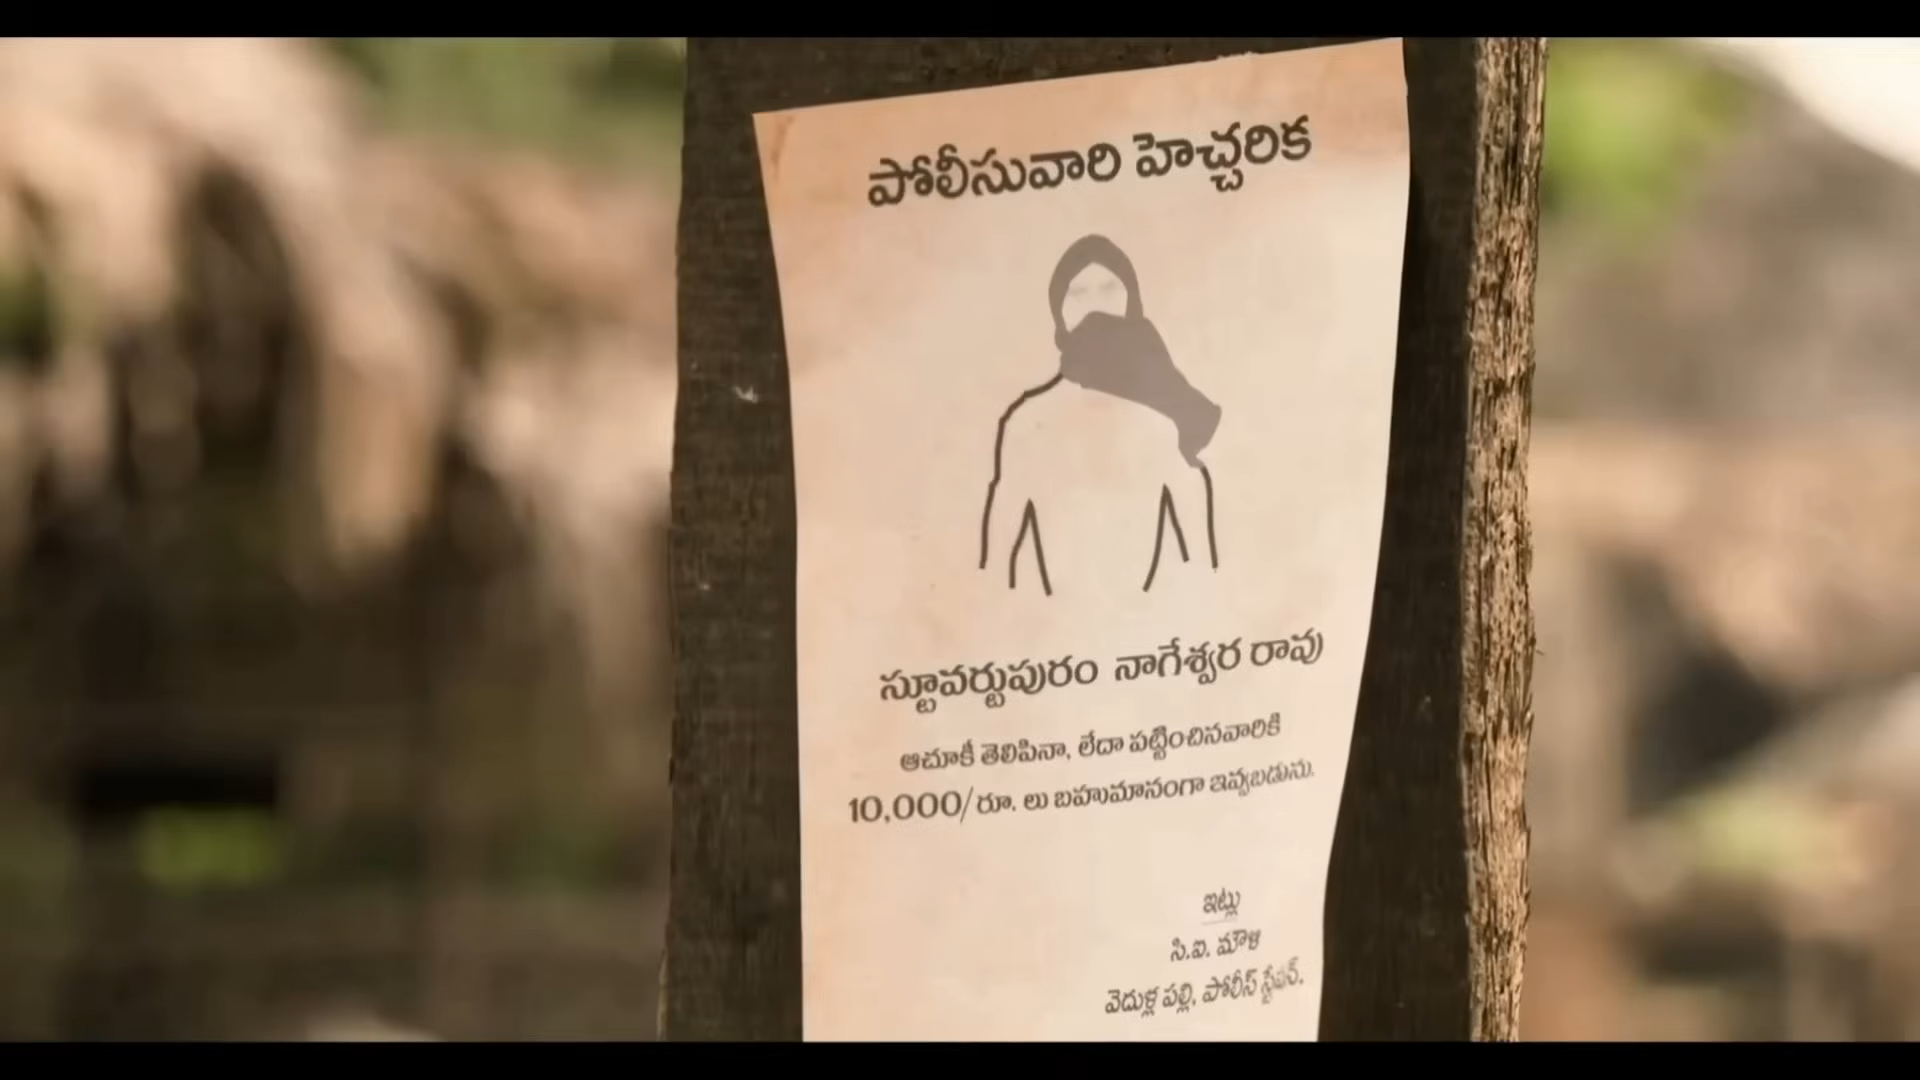 పోలీసువారి హెచ్చరిక
స్టూవర్టుపురం నాగేశ్వర రావు
ఆచూకీ తెలిపినా, లేదా పట్టించినవారికి
10,000/రూ. లు బహుమానంగా ఇవ్వబడును.
ఇట్లు
సి.ఐ. మౌళి
వెదుళ్ల పల్లి, పోలీస్ స్టేషన్.